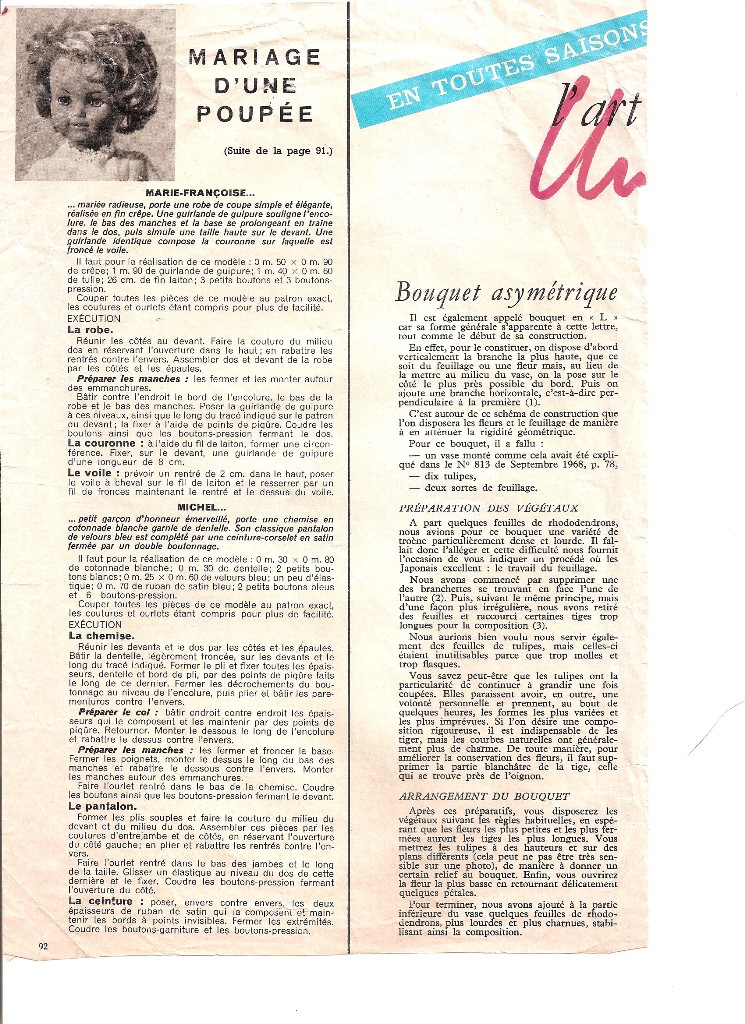 MARIAGE
D'UNE
POUPÉE
(Suite de la page 91.)
MARIE-FRANÇOISE...
... mariée radieuse, porte une robe de coupe simple et élégante,
réalisée en fin crêpe. Une guirlande de guipure souligne l'enco-
lure, le bas des manches et la base se prolongeant en traîne
dans le dos, puis simule une taille haute sur le devant. Une
guirlande identique compose la couronne sur laquelle est
froncé le voile.
Il faut pour la réalisation de ce modèle : 0 m. 50 × 0 m. 90
de crêpe; 1 m. 90 de guirlande de guipure; 1 m. 40 × 0 m. 60
de tulle; 26 cm. de fin laiton; 3 petits boutons et 3 boutons-
pression.
Couper toutes les pièces de ce modèle au patron exact,
les coutures et ourlets étant compris pour plus de facilité.
EXÉCUTION
La robe.
Réunir les côtés au devant. Faire la couture du milieu
dos en réservant l'ouverture dans le haut; en rabattre les
rentrés contre l'envers. Assembler dos et devant de la robe
par les côtés et les épaules.
Préparer les manches : les fermer et les monter autour
des emmanchures.
Bâtir contre l'endroit le bord de l'encolure, le bas de la
robe et le bas des manches. Poser la guirlande de guipure
à ces niveaux, ainsi que le long du tracé indiqué sur le patron
du devant; la fixer à l'aide de points de piqûre. Coudre les
boutons ainsi que les boutons-pression fermant le dos.
La couronne : à l'aide du fil de laiton, former une circon-
férence. Fixer, sur le devant, une guirlande de guipure
d'une longueur de 8 cm.
Le voile : prévoir un rentré de 2 cm. dans le haut, poser
le voile à cheval sur le fil de laiton et le resserrer par un
fil de fronces maintenant le rentré et le dessus du voile.
MICHEL...
... petit garçon d'honneur émerveillé, porte une chemise en
cotonnade blanche garnie de dentelle. Son classique pantalon
de velours bleu est complété par une ceinture-corselet en satin
fermée par un double boutonnage.
Il faut pour la réalisation de ce modèle : 0 m. 30 × 0 m. 80
de cotonnade blanche; 0 m. 30 de dentelle; 2 petits bou-
tons blancs; 0 m. 25 × 0 m. 60 de velours bleu; un peu d'élas-
tique; 0 m. 70 de ruban de satin bleu; 2 petits boutons bleus
et 6 boutons-pression.
Couper toutes les pièces de ce modèle au patron exact,
les coutures et ourlets étant compris pour plus de facilité.
EXÉCUTION
La chemise.
Réunir les devants et le dos par les côtés et les épaules.
Bâtir la dentelle, légèrement froncée, sur les devants et le
long du tracé indiqué. Former le pli et fixer toutes les épais-
seurs, dentelle et bord de pli, par des points de piqûre faits
le long de ce dernier. Fermer les décrochements du bou-
tonnage au niveau de l'encolure, puis plier et bâtir les pare-
mentures contre l'envers.
Préparer le col : bâtir endroit contre endroit les épais-
seurs qui le composent et les maintenir par des points de
piqûre. Retourner. Monter le dessous le long de l'encolure
et rabattre le dessus contre l'envers.
Préparer les manches : les fermer et froncer la base.
Fermer les poignets, monter le dessus le long du bas des
manches et rabattre le dessous contre l'envers. Monter
les manches autour des emmanchures.
Faire l'ourlet rentré dans le bas de la chemise. Coudre
les boutons ainsi que les boutons-pression fermant le devant.
Le pantalon.
Former les plis souples et faire la couture du milieu du
devant et du milieu du dos. Assembler ces pièces par les
coutures d'entrejambe et de côtés, en réservant l'ouverture
du côté gauche; en plier et rabattre les rentrés contre l'en-
vers.
Faire l'ourlet rentré dans le bas des jambes et le long
de la taille. Glisser un élastique au niveau du dos de cette
dernière et le fixer. Coudre les boutons-pression fermant
l'ouverture du côté.
La ceinture : poser, envers contre envers, les deux
épaisseurs de ruban de satin qui la composent et main-
tenir les bords à points invisibles. Fermer les extrémités.
Coudre les boutons-garniture et les boutons-pression.
92
EN TOUTES SAISONS
l'art
Un
Bouquet asymétrique
Il est également appelé bouquet en « L »
car sa forme générale s'apparente à cette lettre,
tout comme le début de sa construction.
En effet, pour le constituer, on dispose d'abord
verticalement la branche la plus haute, que ce
soit du feuillage ou une fleur mais, au lieu de
la mettre au milieu du vase, on la pose sur le
côté le plus près possible du bord. Puis on
ajoute une branche horizontale, c'est-à-dire per-
pendiculaire à la première (1).
C'est autour de ce schéma de construction que
l'on disposera les fleurs et le feuillage de manière
à en atténuer la rigidité géométrique.
Pour ce bouquet, il a fallu :
— un vase monté comme cela avait été expli-
qué dans le Nº 813 de Septembre 1968, p. 78,
— dix tulipes,
— deux sortes de feuillage.
PRÉPARATION DES VÉGÉTAUX
A part quelques feuilles de rhododendrons,
nous avions pour ce bouquet une variété de
troène particulièrement dense et lourde. Il fal-
lait donc l'alléger et cette difficulté nous fournit
l'occasion de vous indiquer un procédé où les
Japonais excellent : le travail du feuillage.
Nous avons commencé par supprimer une
des branchettes se trouvant en face l'une de
l'autre (2). Puis, suivant le même principe, mais
d'une façon plus irrégulière, nous avons retiré
des feuilles et raccourci certaines tiges trop
longues pour la composition (3).
Nous aurions bien voulu nous servir égale-
ment des feuilles de tulipes, mais celles-ci
étaient inutilisables parce que trop molles et
trop flasques.
Vous savez peut-être que les tulipes ont la
particularité de continuer à grandir une fois
coupées. Elles paraissent avoir, en outre, une
volonté personnelle et prennent, au bout de
quelques heures, les formes les plus variées et
les plus imprévues. Si l'on désire une compo-
sition rigoureuse, il est indispensable de les
tiger, mais les courbes naturelles ont générale-
ment plus de charme. De toute manière, pour
améliorer la conservation des fleurs, il faut sup-
primer la partie blanchâtre de la tige, celle
qui se trouve près de l'oignon.
ARRANGEMENT DU BOUQUET
Après ces préparatifs, vous disposerez les
végétaux suivant les règles habituelles, en espé-
rant que les fleurs les plus petites et les plus fer-
mées auront les tiges les plus longues. Vous
mettrez les tulipes à des hauteurs et sur des
plans différents (cela peut ne pas être très sen-
sible sur une photo), de manière à donner un
certain relief au bouquet. Enfin, vous ouvrirez
la fleur la plus basse en retournant délicatement
quelques pétales.
Pour terminer, nous avons ajouté à la partie
inférieure du vase quelques feuilles de rhodo-
dendrons, plus lourdes et plus charnues, stabi-
lisant ainsi la composition.